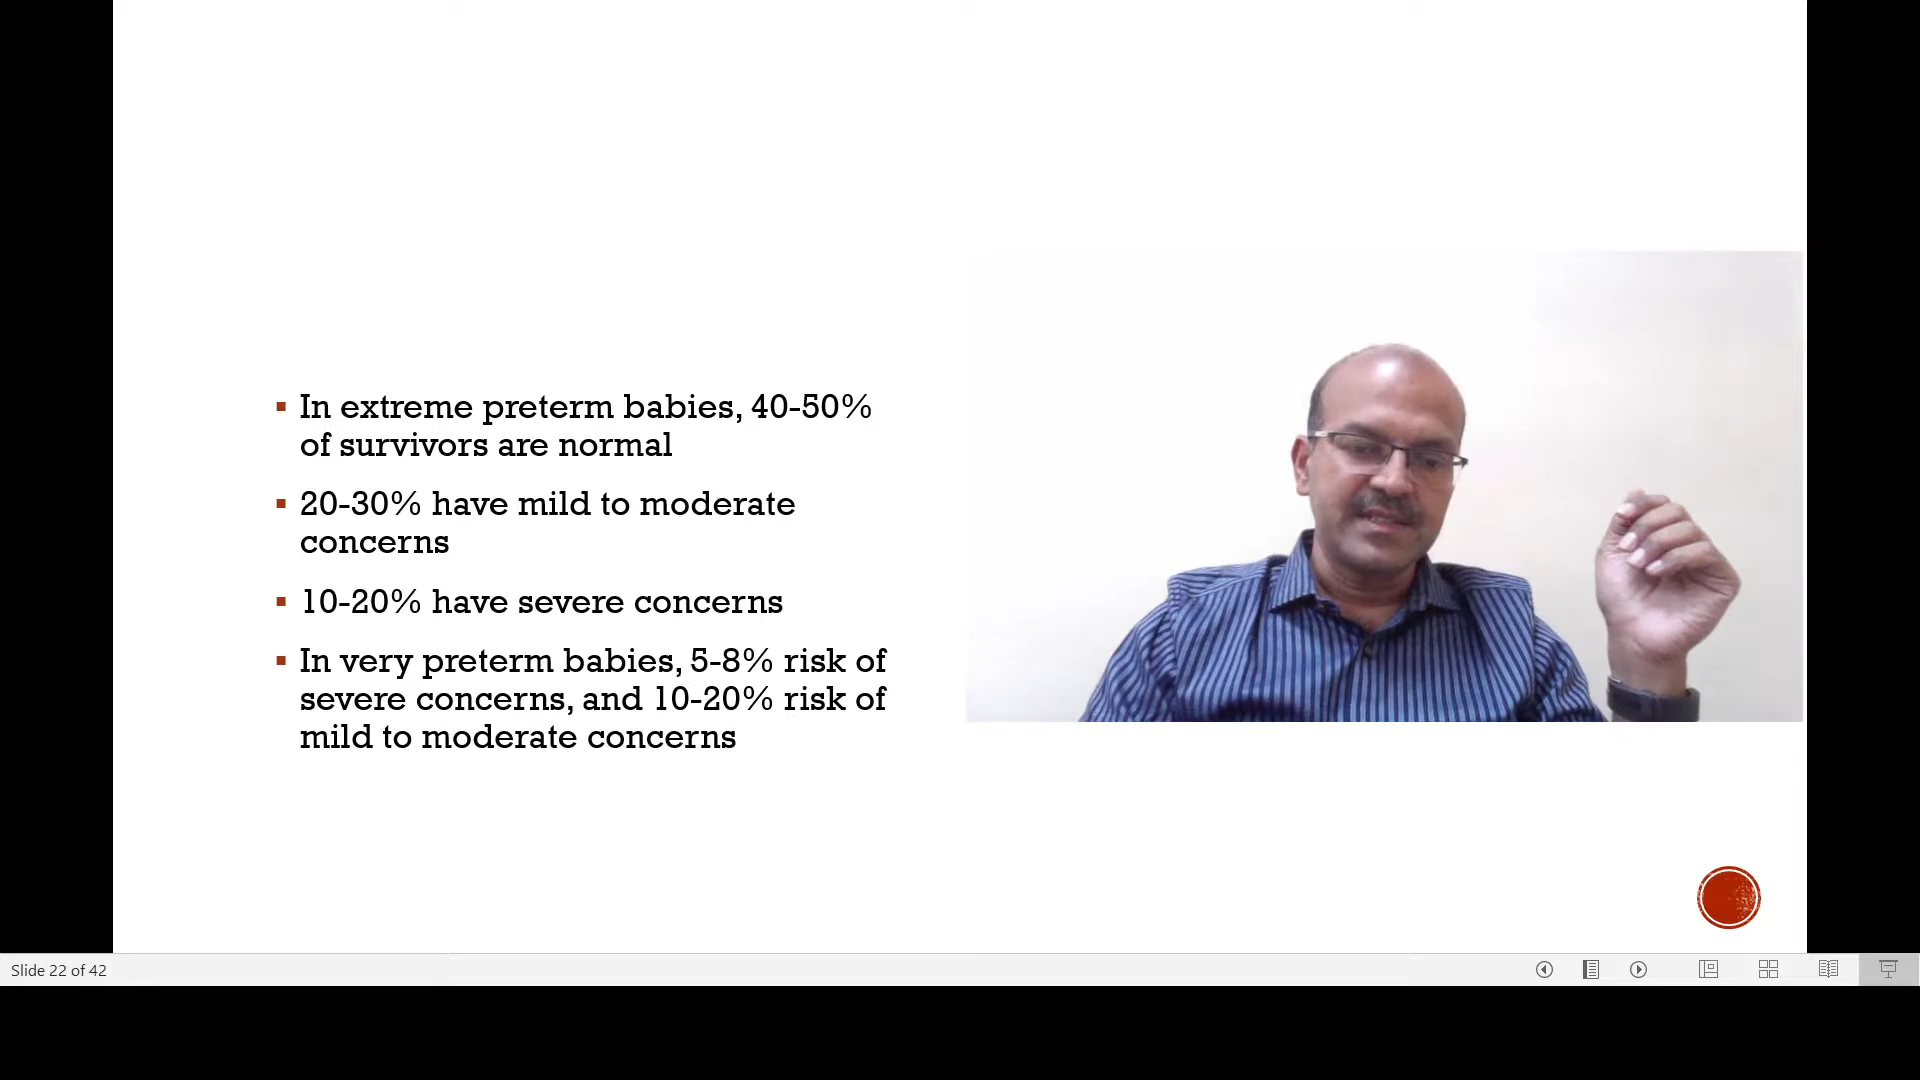 In extreme preterm babies, 40-50%
of survivors are normal
20-30% have mild to moderate
concerns
10-20% have severe concerns
In very preterm babies, 5-8% risk of
severe concerns, and 10-20% risk of
mild to moderate concerns
Slide 22 of 42